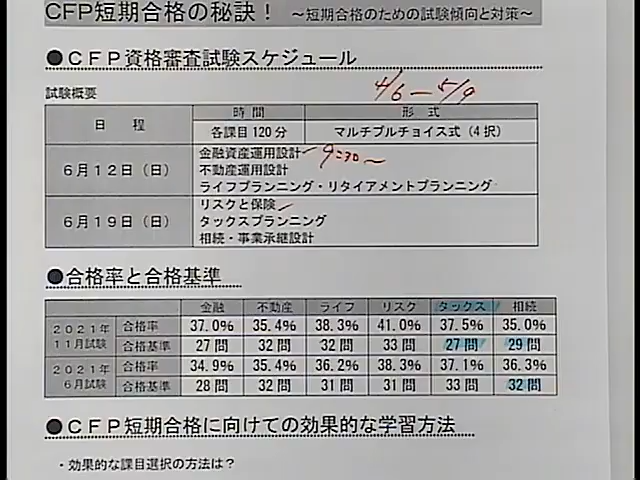 CFP短期合格の秘訣！ ～短期合格のための試験傾向と対策～
●ＣＦＰ資格審査試験スケジュール
4/6 ― 5/9
試験概要
日 程 時 間 形 式
各課目120分 マルチプルチョイス式（4択）
6月12日（日） 金融資産運用設計 9:30～
不動産運用設計
ライフプランニング・リタイアメントプランニング
6月19日（日） リスクと保険
タックスプランニング
相続・事業承継設計
●合格率と合格基準
金融 不動産 ライフ リスク タックス 相続
2021年11月試験 合格率 37.0% 35.4% 38.3% 41.0% 37.5% 35.0%
合格基準 27問 32問 32問 33問 27問 29問
2021年6月試験 合格率 34.9% 35.4% 36.2% 38.3% 37.1% 36.3%
合格基準 28問 32問 31問 31問 33問 32問
●ＣＦＰ短期合格に向けての効果的な学習方法
・効果的な課目選択の方法は？